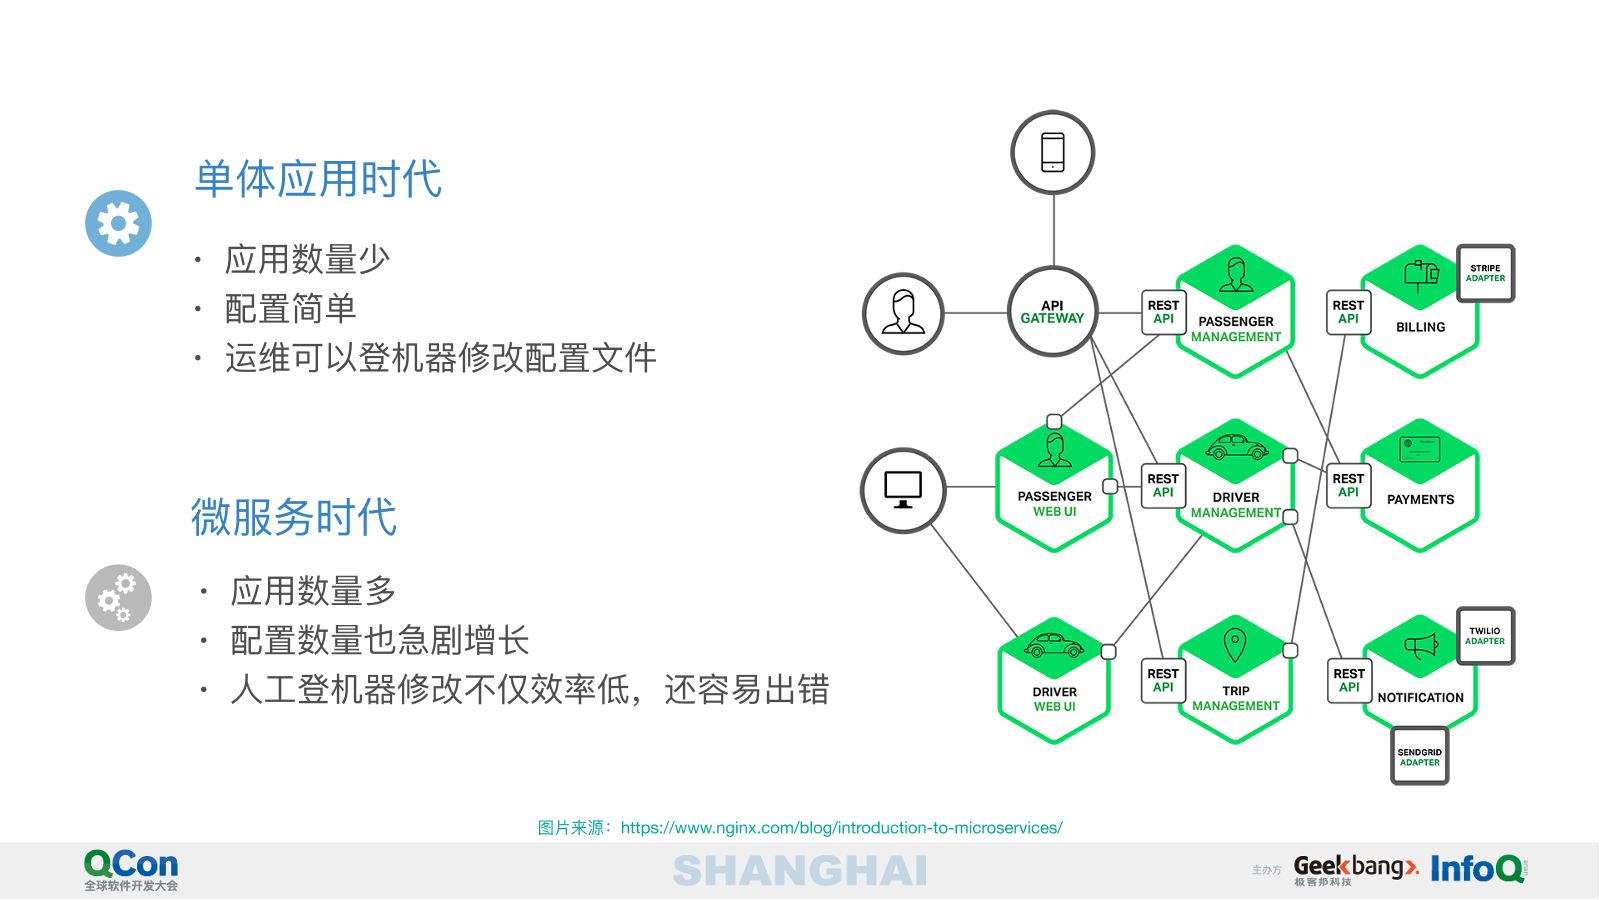 单体应用时代
· 应用数量少
· 配置简单
· 运维可以登机器修改配置文件
微服务时代
· 应用数量多
· 配置数量也急剧增长
· 人工登机器修改不仅效率低，还容易出错
API
GATEWAY
REST
API
PASSENGER
MANAGEMENT
REST
API
BILLING
STRIPE
ADAPTER
PASSENGER
WEB UI
REST
API
DRIVER
MANAGEMENT
REST
API
PAYMENTS
DRIVER
WEB UI
REST
API
TRIP
MANAGEMENT
REST
API
NOTIFICATION
TWILIO
ADAPTER
SENDGRID
ADAPTER
图片来源：https://www.nginx.com/blog/introduction-to-microservices/
QCon
全球软件开发大会
SHANGHAI
主办方
Geekbang>.
极客邦科技
InfoQ